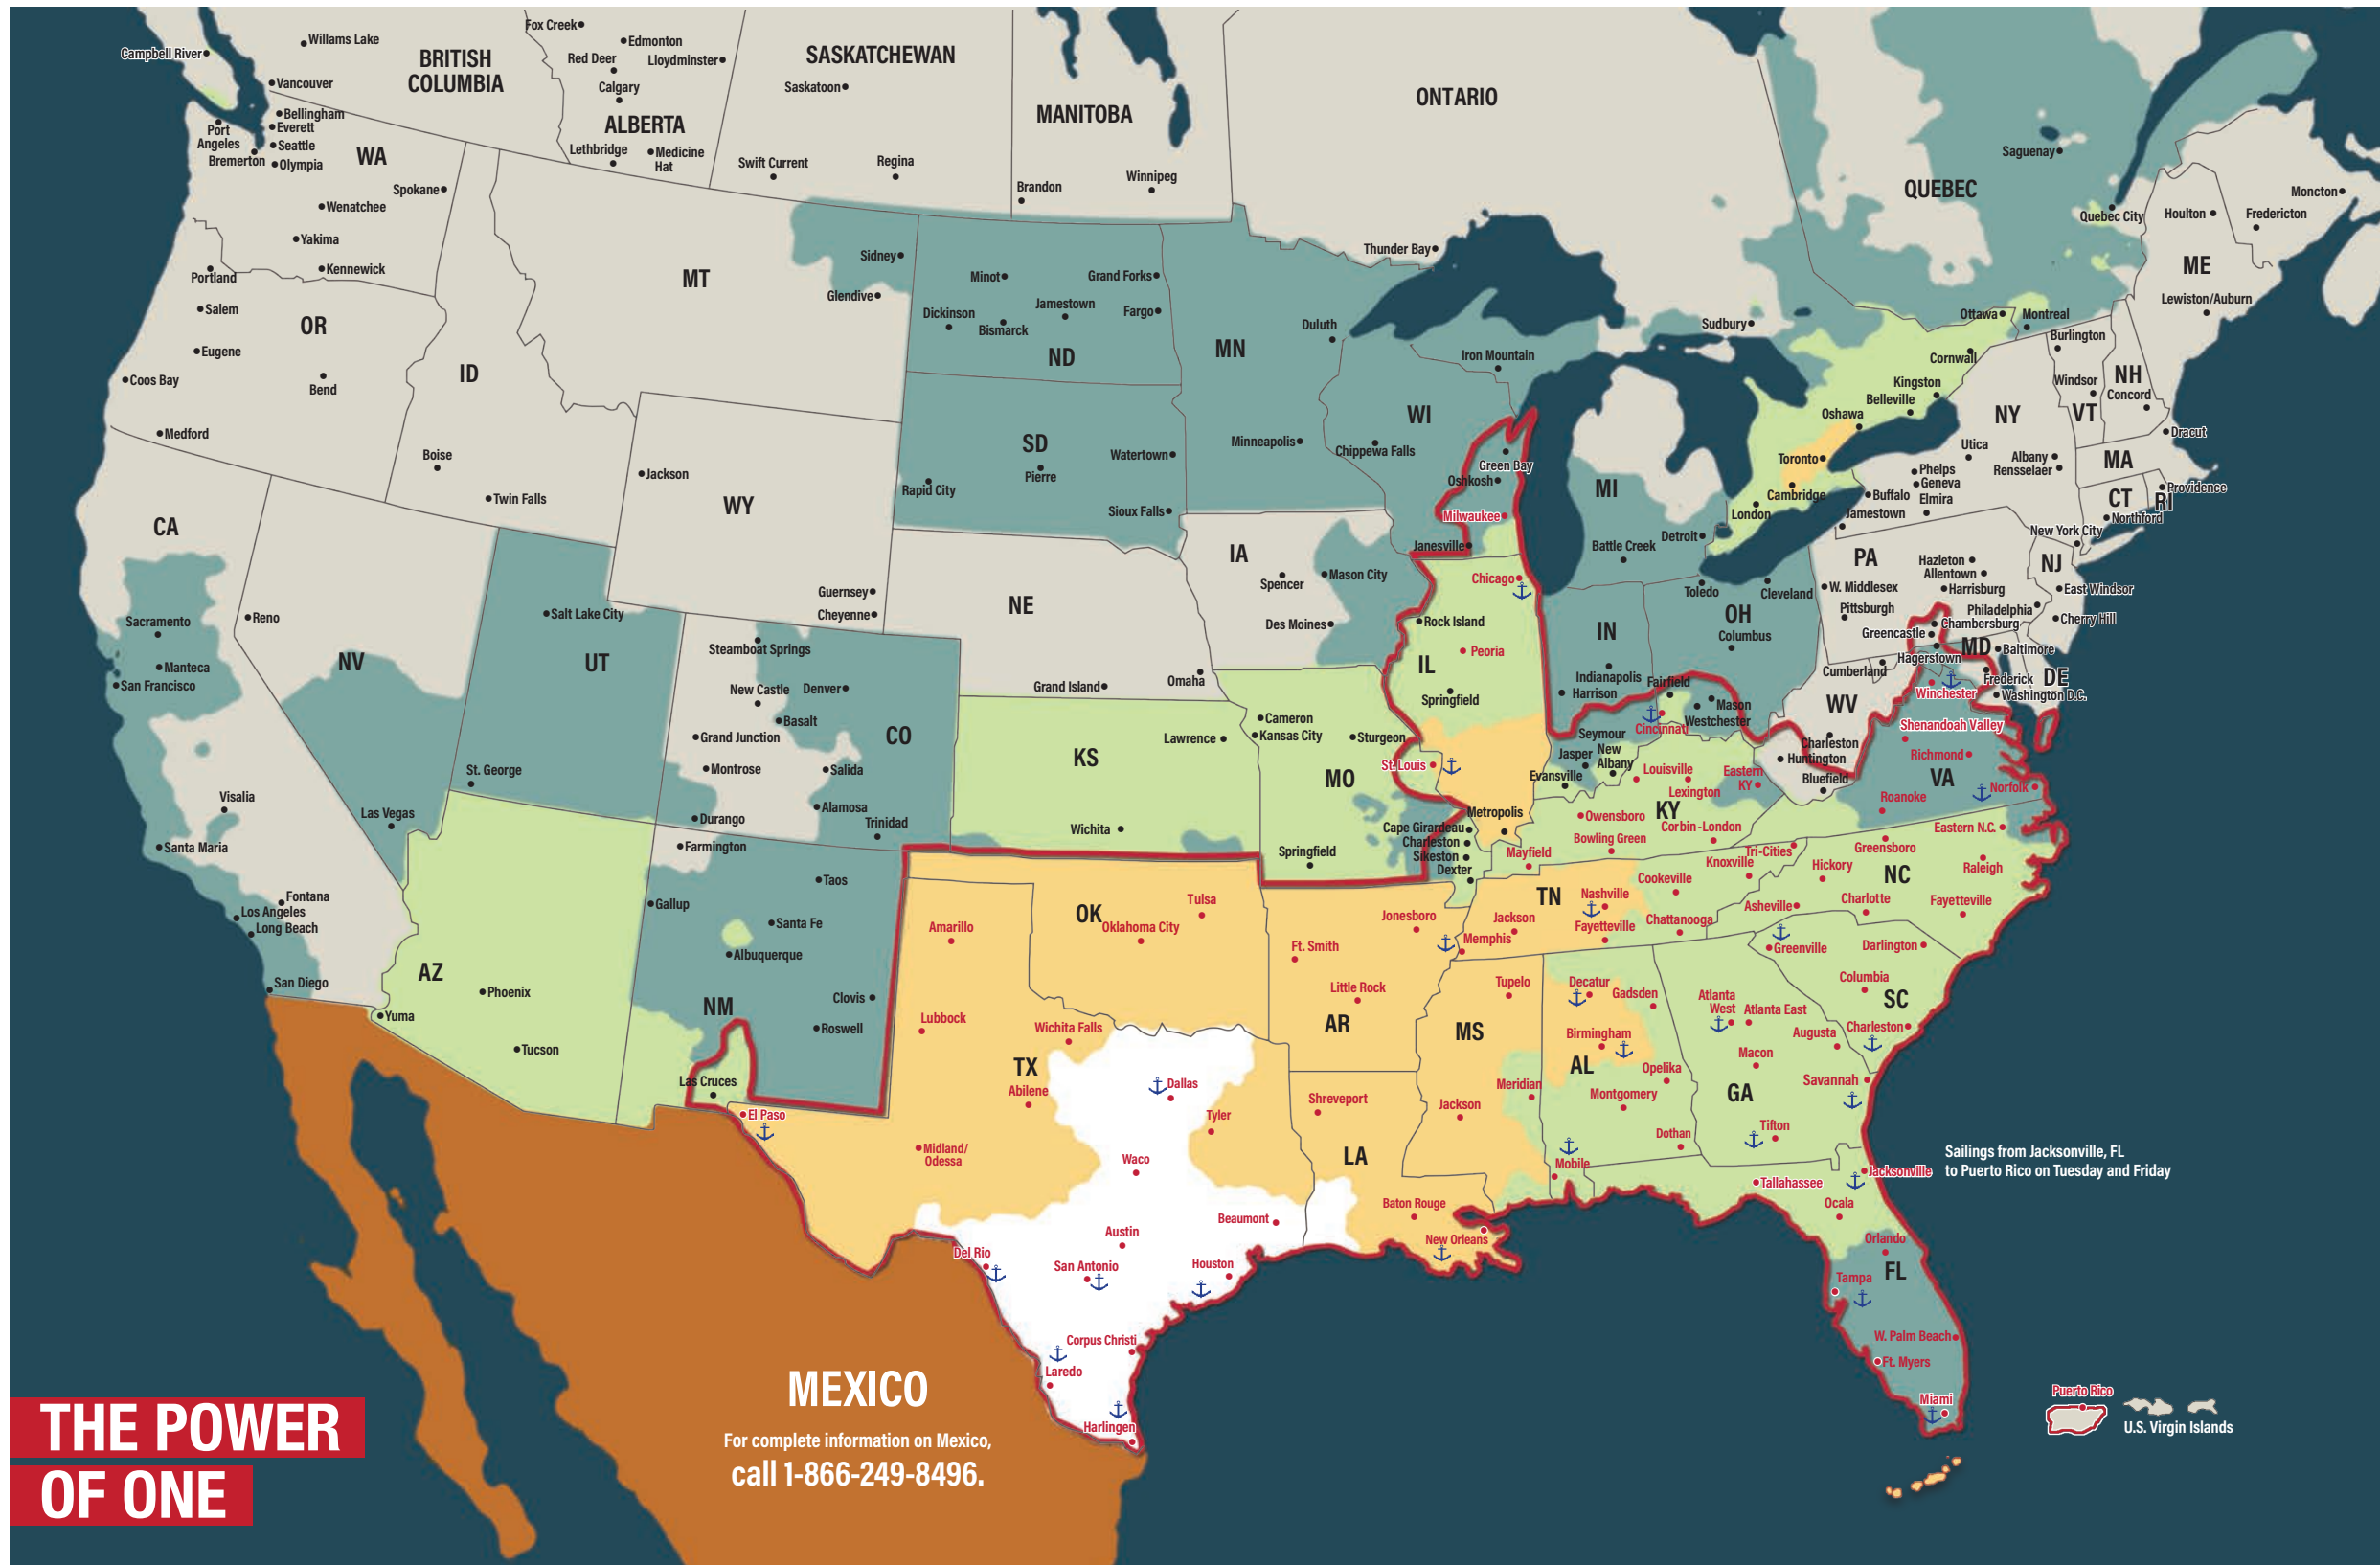 Fox Creek
Edmonton
Red Deer
Lloydminster
Calgary
ALBERTA
Lethbridge
Medicine
Hat
Campbell River
Willams Lake
BRITISH
COLUMBIA
Vancouver
SASKATCHEWAN
Saskatoon
Swift Current
Regina
MANITOBA
Brandon
Winnipeg
ONTARIO
Thunder Bay
Sudbury
Ottawa
Cornwall
Kingston
Belleville
Oshawa
Toronto
Cambridge
London
QUEBEC
Saguenay
Quebec City
Montreal
Moncton
Fredericton
Houlton
ME
Lewiston/Auburn
Bellingham
Everett
Port
Angeles
Seattle
Bremerton
Olympia
WA
Spokane
Wenatchee
Yakima
Kennewick
Portland
Salem
OR
Eugene
Coos Bay
Bend
Medford
ID
Boise
Twin Falls
MT
Sidney
Glendive
WY
Jackson
Guernsey
Cheyenne
Minot
Grand Forks
Dickinson
Bismarck
Jamestown
Fargo
ND
SD
Watertown
Pierre
Rapid City
Sioux Falls
MN
Duluth
Minneapolis
Iron Mountain
WI
Chippewa Falls
Green Bay
Oshkosh
Milwaukee
Janesville
MI
Battle Creek
Detroit
Burlington
Windsor
NH
Concord
VT
NY
Utica
Albany
Rensselaer
Phelps
Geneva
Elmira
Buffalo
Jamestown
Dracut
MA
Providence
CT
RI
Northford
New York City
PA
Hazleton
Allentown
Harrisburg
W. Middlesex
Pittsburgh
Philadelphia
Chambersburg
Greencastle
NJ
East Windsor
Cherry Hill
MD
Baltimore
Hagerstown
Cumberland
Frederick
DE
Washington D.C.
CA
Sacramento
Manteca
San Francisco
Visalia
Santa Maria
Fontana
Los Angeles
Long Beach
San Diego
Reno
NV
Las Vegas
Salt Lake City
UT
St. George
Steamboat Springs
New Castle
Denver
Basalt
Grand Junction
CO
Montrose
Salida
Alamosa
Durango
Trinidad
NE
Grand Island
Omaha
IA
Spencer
Mason City
Des Moines
KS
Lawrence
Wichita
Cameron
Kansas City
Sturgeon
MO
St. Louis
Springfield
Cape Girardeau
Charleston
Sikeston
Dexter
Chicago
Rock Island
Peoria
IL
Springfield
Metropolis
IN
Indianapolis
Harrison
Seymour
Jasper
New
Albany
Evansville
Toledo
Cleveland
OH
Columbus
Fairfield
Mason
Westchester
Cincinnati
WV
Charleston
Huntington
Bluefield
Winchester
Shenandoah Valley
Richmond
VA
Norfolk
Roanoke
Louisville
Lexington
Eastern
KY
KY
Owensboro
Bowling Green
Corbin-London
Mayfield
TN
Nashville
Cookeville
Knoxville
Tri-Cities
Jackson
Fayetteville
Chattanooga
Memphis
Eastern N.C.
Greensboro
Raleigh
Hickory
NC
Charlotte
Asheville
Fayetteville
Greenville
Darlington
Columbia
SC
Charleston
AZ
Phoenix
Yuma
Tucson
Farmington
Taos
Gallup
Santa Fe
Albuquerque
NM
Clovis
Roswell
Las Cruces
El Paso
Amarillo
Lubbock
Wichita Falls
TX
Abilene
Dallas
Tyler
Midland/
Odessa
Waco
Austin
Beaumont
Del Rio
San Antonio
Houston
Corpus Christi
Laredo
Harlingen
OK
Tulsa
Oklahoma City
Jonesboro
Ft. Smith
Little Rock
AR
Shreveport
LA
Baton Rouge
New Orleans
Tupelo
MS
Meridian
Jackson
Decatur
Gadsden
Birmingham
AL
Opelika
Montgomery
Dothan
Mobile
Atlanta
West
Atlanta East
Augusta
Macon
Savannah
GA
Tifton
Tallahassee
Jacksonville
Ocala
Orlando
Tampa
FL
W. Palm Beach
Ft. Myers
Miami
Sailings from Jacksonville, FL
to Puerto Rico on Tuesday and Friday
Puerto Rico
U.S. Virgin Islands
MEXICO
For complete information on Mexico,
call 1-866-249-8496.
THE POWER
OF ONE